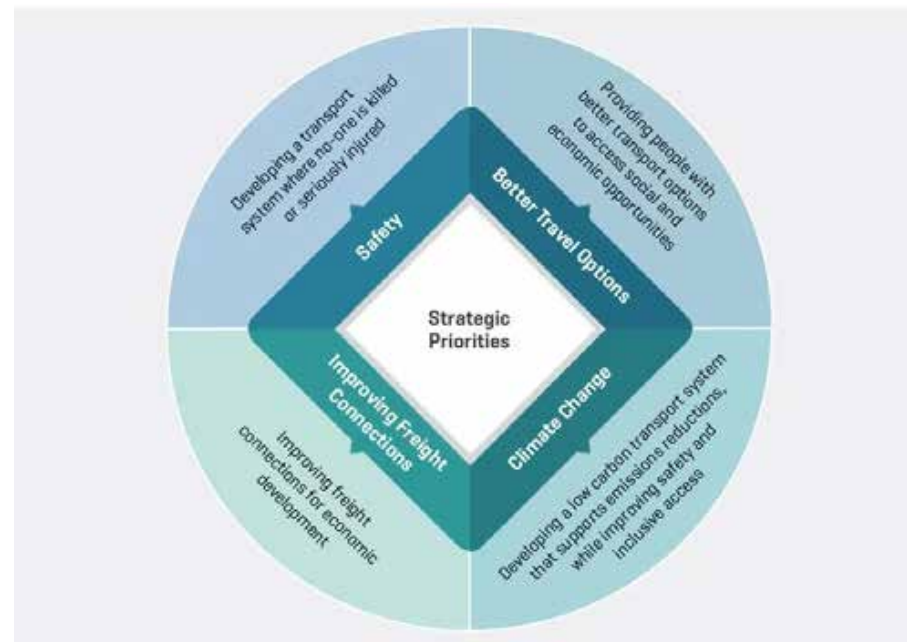 Developing a transport
system where no-one is killed
or seriously injured
Providing people with
better transport options
to access social and
economic opportunities
Safety
Better Travel Options
Strategic
Priorities
Improving Freight
Connections
Climate Change
Improving freight
connections for economic
development
Developing a low carbon transport system
that supports emissions reductions,
while improving safety and
inclusive access